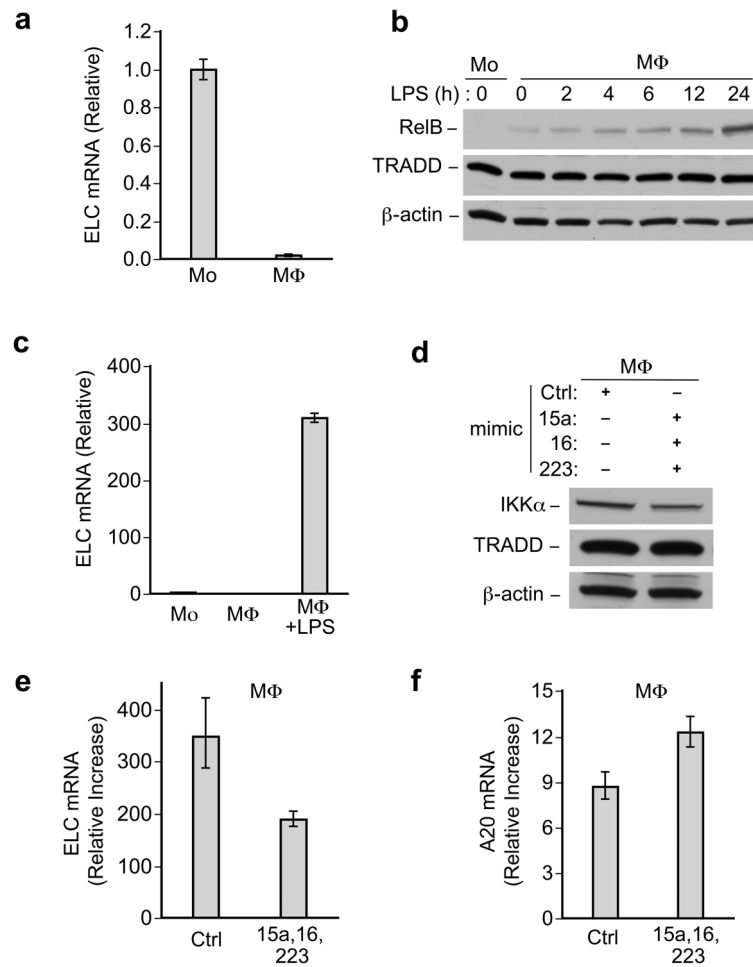 a
ELC mRNA (Relative)
1.2
1.0
0.8
0.6
0.4
0.2
0.0
Mo
MΦ
b
Mo
MΦ
LPS (h) : 0 0 2 4 6 12 24
RelB –
TRADD –
β-actin –
c
ELC mRNA (Relative)
400
300
200
100
0
Mo
MΦ
MΦ
+LPS
d
MΦ
mimic
Ctrl: + –
15a: – +
16: – +
223: – +
IKKα –
TRADD –
β-actin –
e
MΦ
ELC mRNA
(Relative Increase)
400
300
200
100
0
Ctrl
15a,16,
223
f
MΦ
A20 mRNA
(Relative Increase)
15
12
9
6
3
0
Ctrl
15a,16,
223